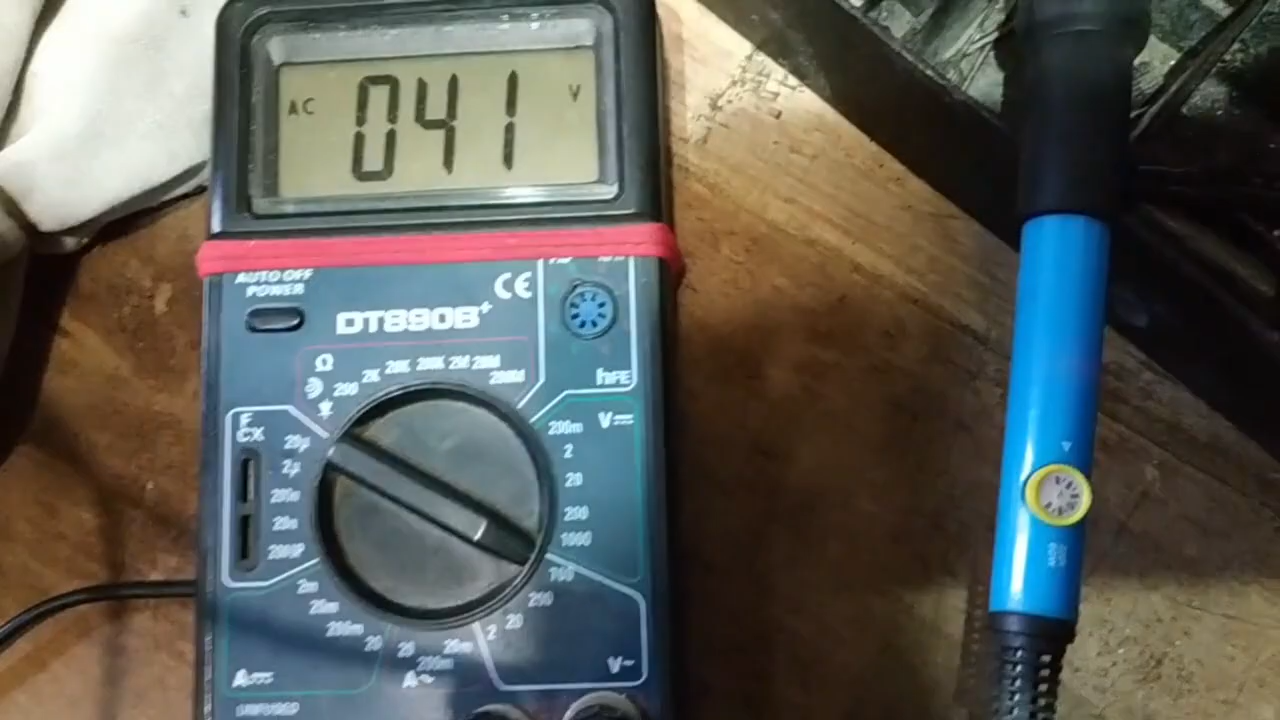 AC 041 V
AUTO OFF
POWER
CE
DT890B+
Ω
200 2K 20K 200K 2M 20M
200M
hFE
F
CX
20μ
2μ
200n
20n
2000P
200m
V
2
20
200
1000
700
200
20
2
V~
2m
20m
200m
20
20
200m
20m
A
A~